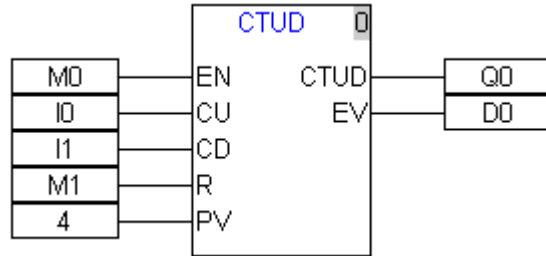 CTUD 0
M0 EN CTUD Q0
I0 CU EV D0
I1 CD
M1 R
4 PV